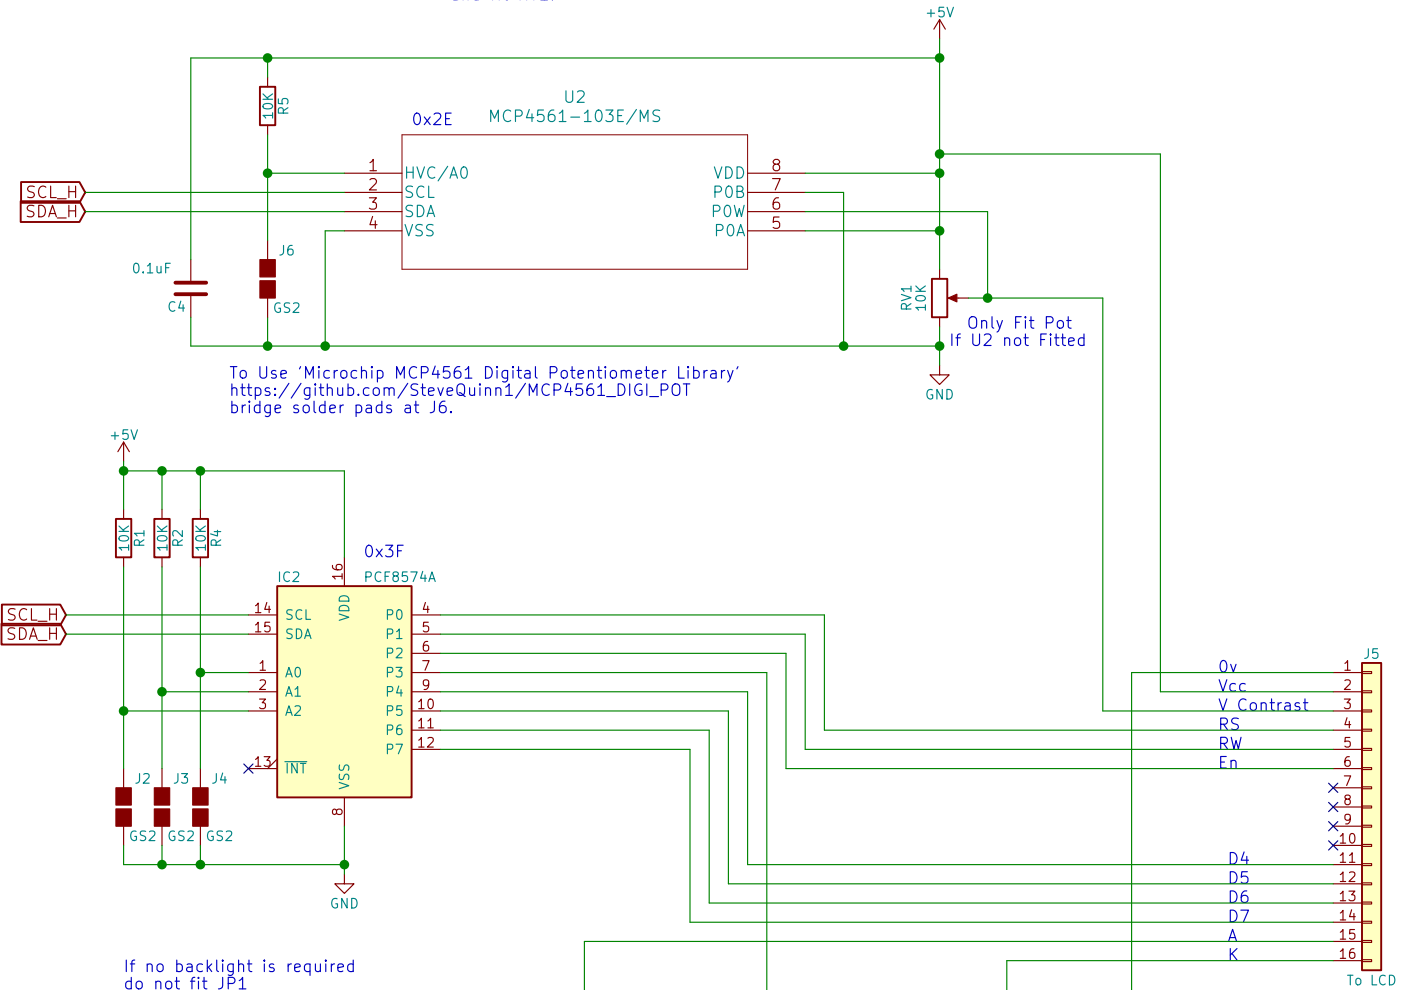 +5V
10K
R5
U2
MCP4561-103E/MS
0x2E
1
HVC/A0
2
SCL
3
SDA
4
VSS
VDD
8
P0B
7
P0W
6
P0A
5
SCL_H
SDA_H
J6
GS2
0.1uF
C4
RV1
10K
Only Fit Pot
If U2 not Fitted
GND
To Use 'Microchip MCP4561 Digital Potentiometer Library'
https://github.com/SteveQuinn1/MCP4561_DIGI_POT
bridge solder pads at J6.
+5V
10K
R1
10K
R2
10K
R4
0x3F
IC2
PCF8574A
16
VDD
SCL_H
SDA_H
14
SCL
15
SDA
1
A0
2
A1
3
A2
13
INT
VSS
8
P0
4
P1
5
P2
6
P3
7
P4
9
P5
10
P6
11
P7
12
J2
GS2
J3
GS2
J4
GS2
GND
J5
0v
1
Vcc
2
V Contrast
3
RS
4
RW
5
En
6
7
8
9
10
D4
11
D5
12
D6
13
D7
14
A
15
K
16
To LCD
If no backlight is required
do not fit JP1